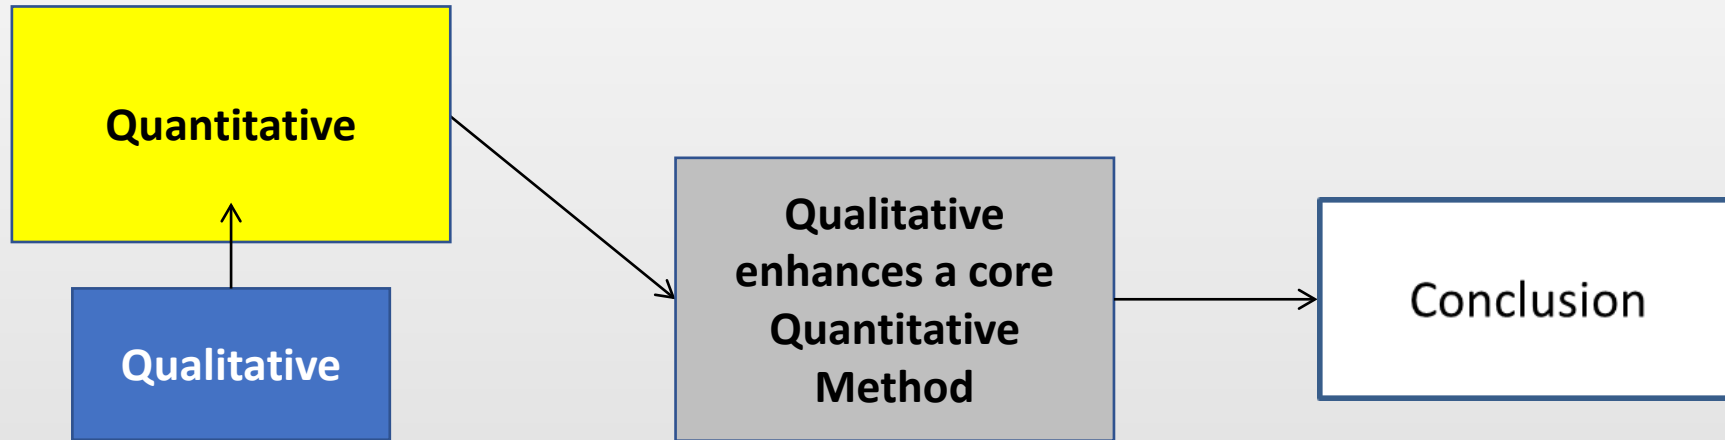 Quantitative
Qualitative
Qualitative
enhances a core
Quantitative
Method
Conclusion